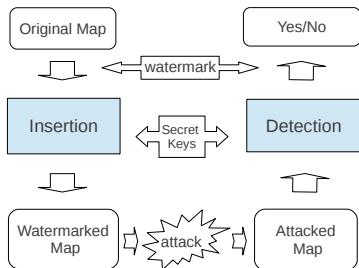 Original Map
Yes/No
watermark
Insertion
Secret
Keys
Detection
Watermarked
Map
attack
Attacked
Map